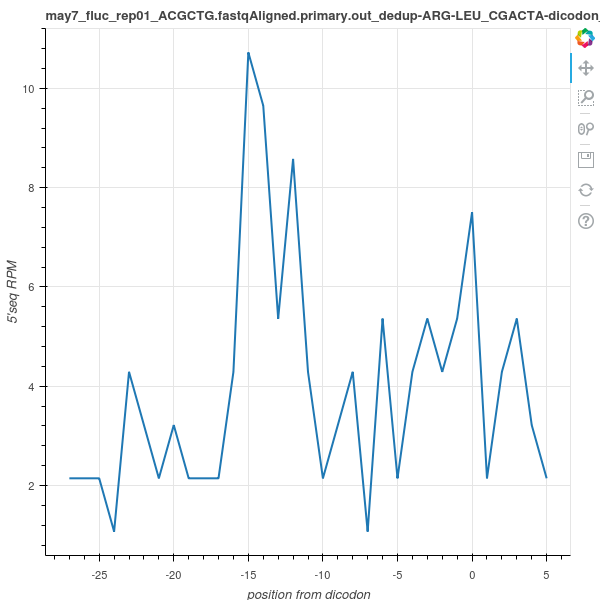 may7_fluc_rep01_ACGCTG.fastqAligned.primary.out_dedup-ARG-LEU_CGACTA-dicodon_
10
8
6
4
2
5'seq RPM
-25 -20 -15 -10 -5 0 5
position from dicodon